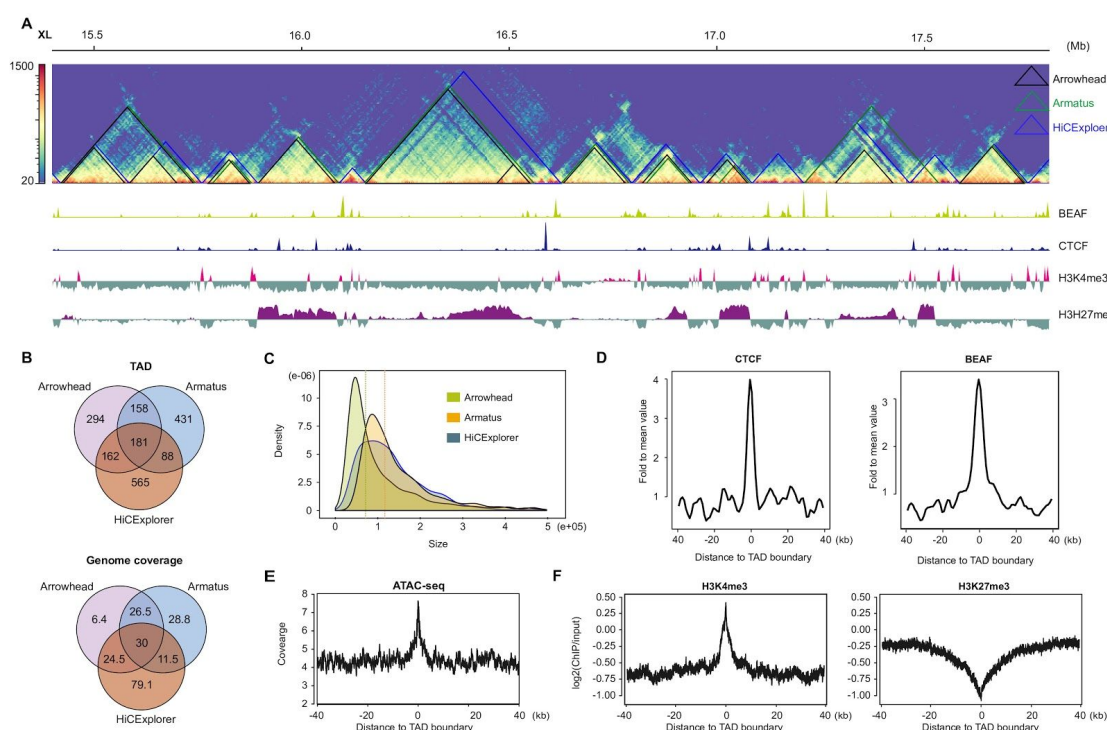 A
XL 15.5 16.0 16.5 17.0 17.5 (Mb)
1500
20
Arrowhead
Armatus
HiCExploer
BEAF
CTCF
H3K4me3
H3H27me
B
TAD
Arrowhead Armatus
294 158 431
181
162 88
565
HiCExplorer
Genome coverage
Arrowhead Armatus
6.4 26.5 28.8
30
24.5 11.5
79.1
HiCExplorer
C
(e-06)
10
7.5
5
2.5
0
Density
0 1 2 3 4 5 (e+05)
Size
Arrowhead
Armatus
HiCExplorer
D
CTCF
4
3
2
1
Fold to mean value
-40 -20 0 20 40 (kb)
Distance to TAD boundary
BEAF
3
2
1
Fold to mean value
-40 -20 0 20 40 (kb)
Distance to TAD boundary
E
ATAC-seq
8
7
6
5
4
3
2
Covearge
-40 -20 0 20 40 (kb)
Distance to TAD boundary
F
H3K4me3
0.50
0.25
0.00
-0.25
-0.50
-0.75
-1.00
log2(ChIP/input)
-40 -20 0 20 40 (kb)
Distance to TAD boundary
H3K27me3
0.50
0.25
0.00
-0.25
-0.50
-0.75
-1.00
-40 -20 0 20 40 (kb)
Distance to TAD boundary